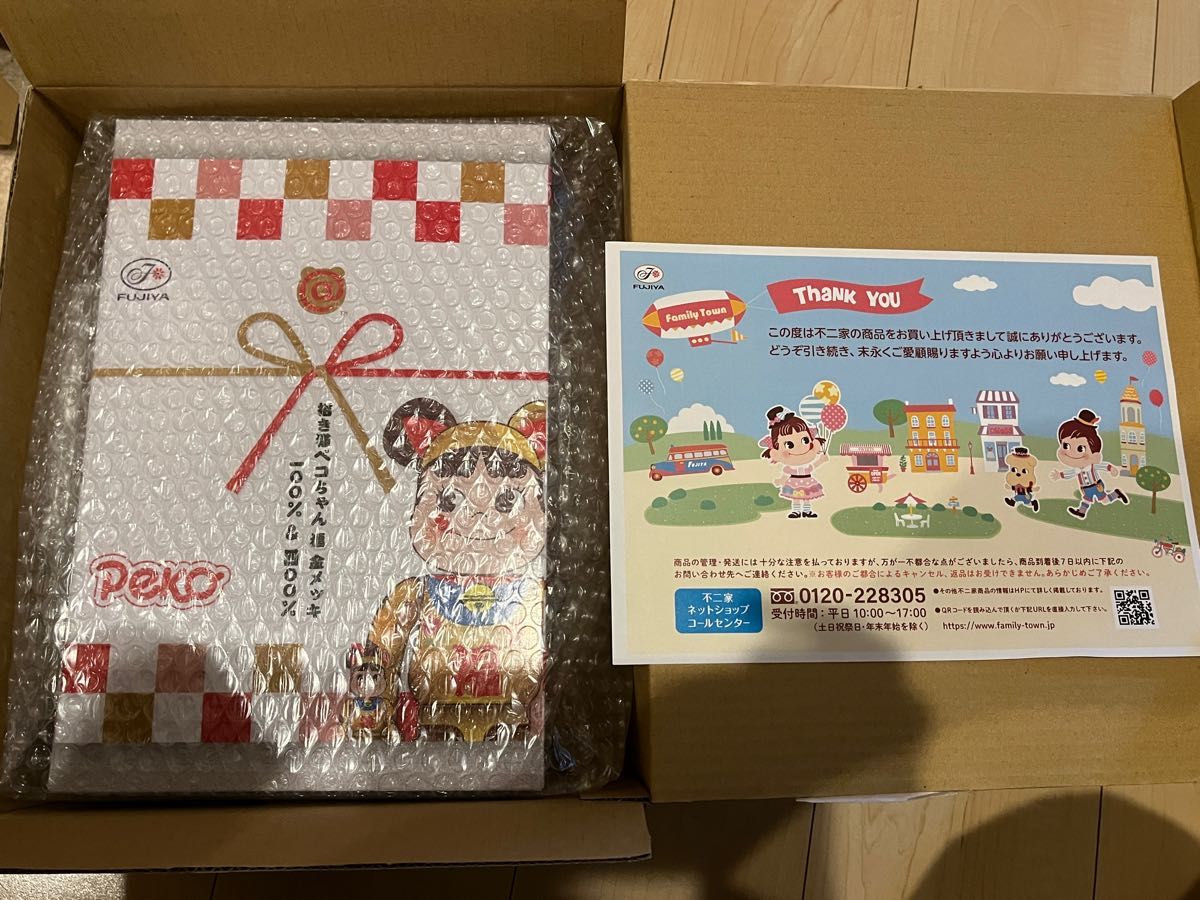 FUJIYA
招き猫ペコちゃん 福金メッキ
100% & 400%
Peko
FUJIYA
THANK YOU
Family Town
この度は不二家の商品をお買い上げ頂きまして誠にありがとうございます。
どうぞ引き続き、末永くご愛顧賜りますよう心よりお願い申し上げます。
FUJIYA
OPEN
商品の管理・発送には十分な注意を払っておりますが、万が一不都合な点がございましたら、商品到着後7日以内に下記の
お問い合わせ先へご連絡ください。※お客様のご都合によるキャンセル、返品はお受けできません。あらかじめご了承ください。
不二家
ネットショップ
コールセンター
0120-228305
受付時間：平日 10:00〜17:00
（土日祝祭日・年末年始を除く）
●その他不二家商品の情報はHPにて詳しく掲載しております。
●QRコードを読み込んで頂くか下記URLを直接入力して下さい。
https://www.family-town.jp